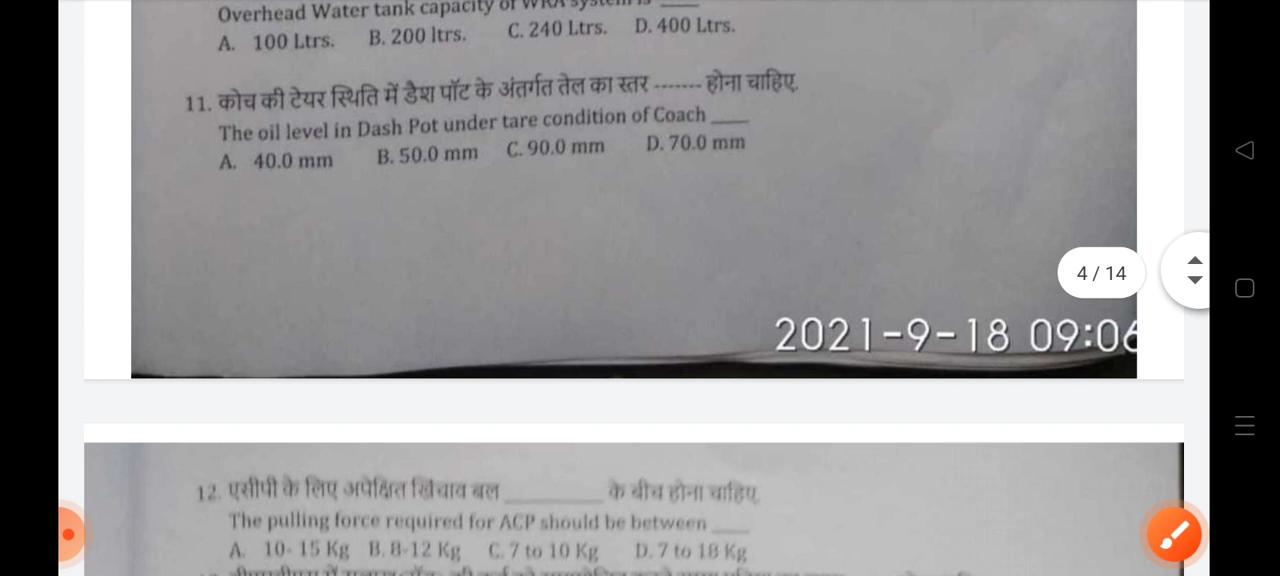 Overhead Water tank capacity of WRA system is ____
A. 100 Ltrs. B. 200 ltrs. C. 240 Ltrs. D. 400 Ltrs.
11. कोच की टेयर स्थिति में डैश पॉट के अंतर्गत तेल का स्तर ------- होना चाहिए.
The oil level in Dash Pot under tare condition of Coach ____
A. 40.0 mm B. 50.0 mm C. 90.0 mm D. 70.0 mm
4 / 14
2021-9-18 09:06
12. एसीपी के लिए अपेक्षित खिंचाव बल ________ के बीच होना चाहिए.
The pulling force required for ACP should be between ____
A. 10- 15 Kg B. 8-12 Kg C. 7 to 10 Kg D. 7 to 18 Kg